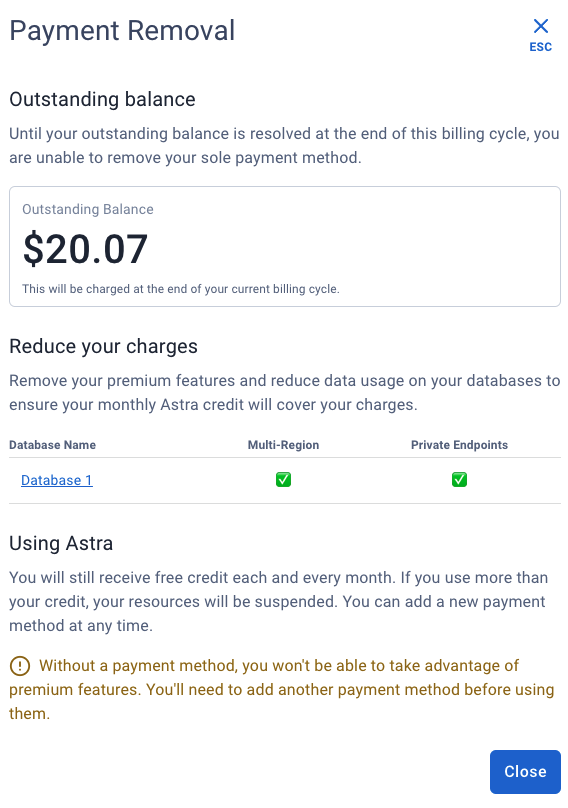 Payment Removal
ESC
Outstanding balance
Until your outstanding balance is resolved at the end of this billing cycle, you
are unable to remove your sole payment method.
Outstanding Balance
$20.07
This will be charged at the end of your current billing cycle.
Reduce your charges
Remove your premium features and reduce data usage on your databases to
ensure your monthly Astra credit will cover your charges.
Database Name Multi-Region Private Endpoints
Database 1
Using Astra
You will still receive free credit each and every month. If you use more than
your credit, your resources will be suspended. You can add a new payment
method at any time.
Without a payment method, you won't be able to take advantage of
premium features. You'll need to add another payment method before using
them.
Close